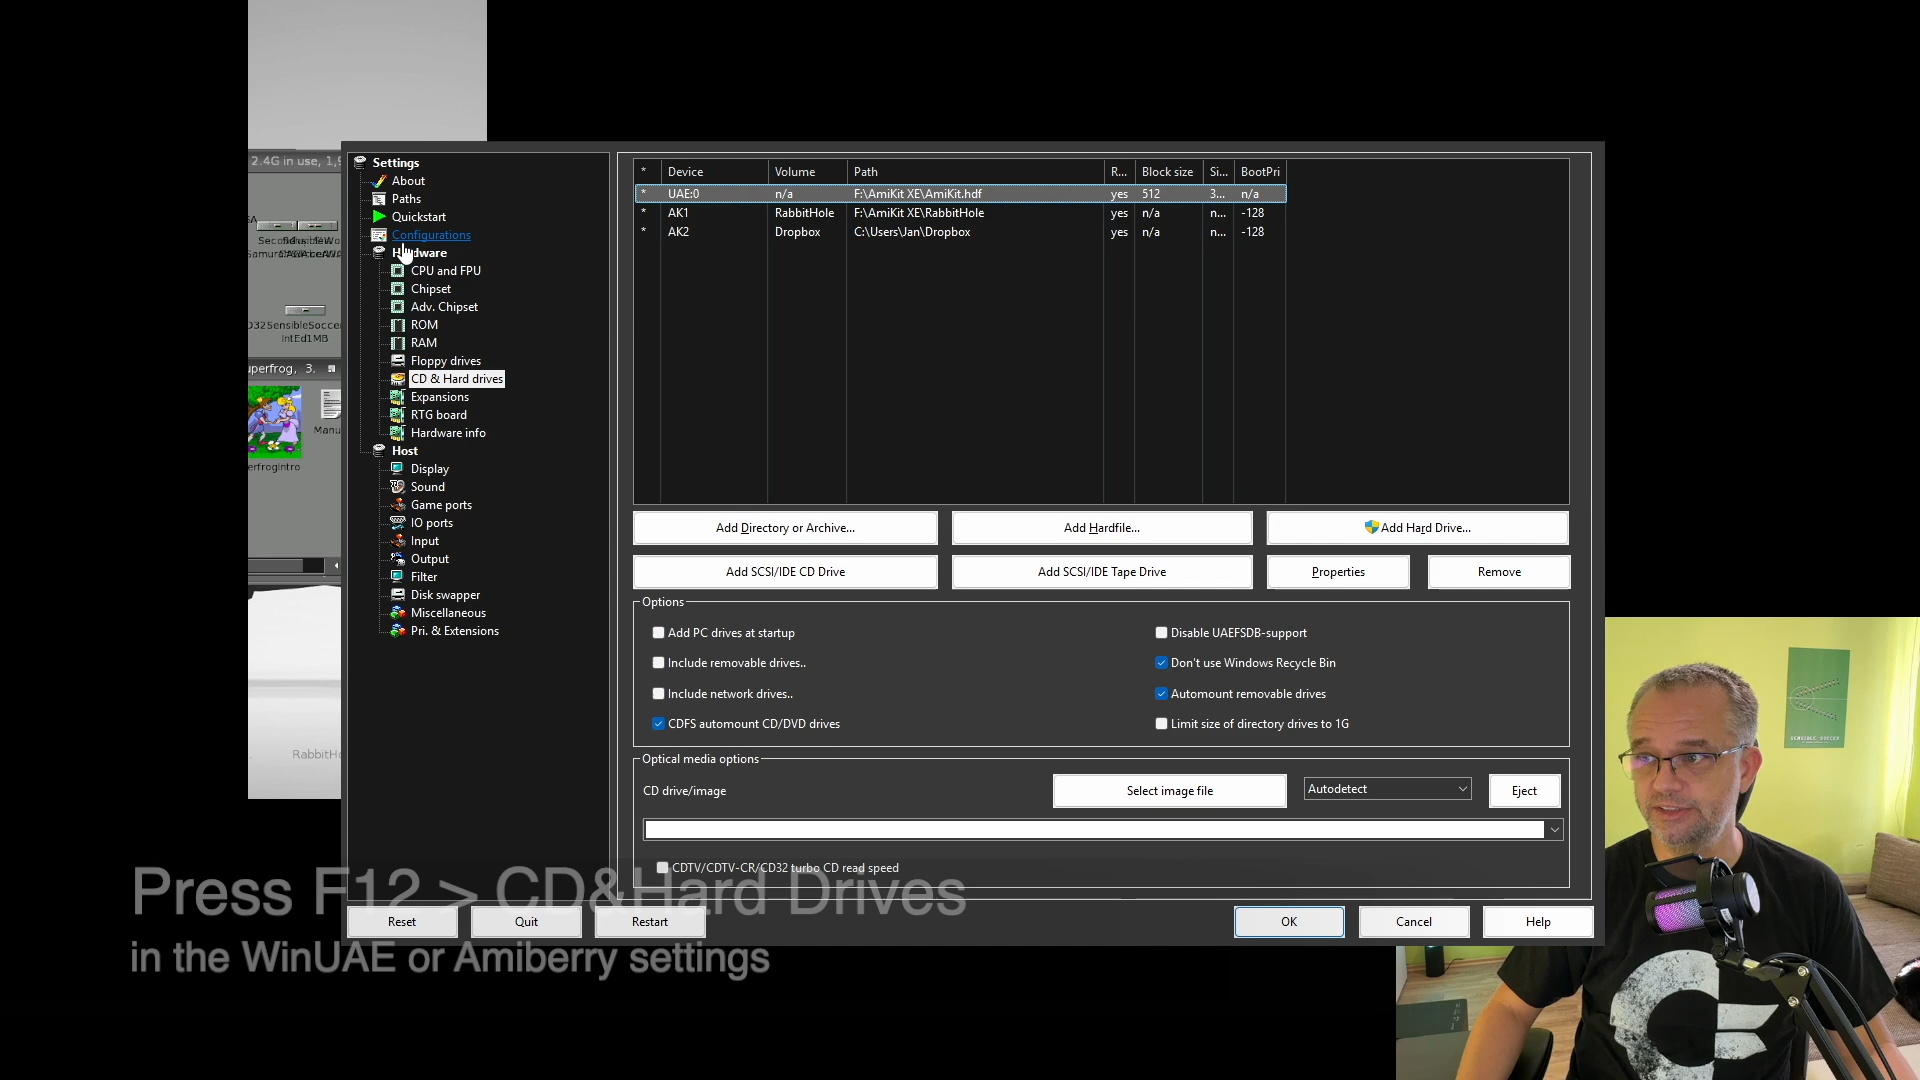 2.4G in use, 1,9
IntEd1MB
uperfrog, 3.
Manu
erfrogIntro
RabbitHo
Settings
About
Paths
Quickstart
Configurations
Hardware
CPU and FPU
Chipset
Adv. Chipset
ROM
RAM
Floppy drives
CD & Hard drives
Expansions
RTG board
Hardware info
Host
Display
Sound
Game ports
IO ports
Input
Output
Filter
Disk swapper
Miscellaneous
Pri. & Extensions
* Device Volume Path R... Block size Si... BootPri
* UAE:0 n/a F:\AmiKit XE\AmiKit.hdf yes 512 3... n/a
* AK1 RabbitHole F:\AmiKit XE\RabbitHole yes n/a n... -128
* AK2 Dropbox C:\Users\Jan\Dropbox yes n/a n... -128
Add Directory or Archive... Add Hardfile... Add Hard Drive...
Add SCSI/IDE CD Drive Add SCSI/IDE Tape Drive Properties Remove
Options
Add PC drives at startup Disable UAEFSDB-support
Include removable drives.. Don't use Windows Recycle Bin
Include network drives.. Automount removable drives
CDFS automount CD/DVD drives Limit size of directory drives to 1G
Optical media options
CD drive/image Select image file Autodetect Eject
CDTV/CDTV-CR/CD32 turbo CD read speed
Reset Quit Restart OK Cancel Help
Press F12 > CD&Hard Drives
in the WinUAE or Amiberry settings
SENSIBLE SOCCER